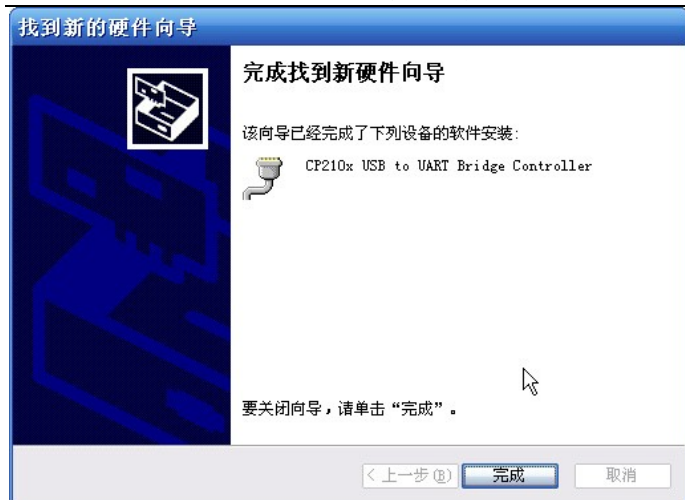 找到新的硬件向导
完成找到新硬件向导
该向导已经完成了下列设备的软件安装:
CP210x USB to UART Bridge Controller
要关闭向导，请单击“完成”。
< 上一步(B)
完成
取消